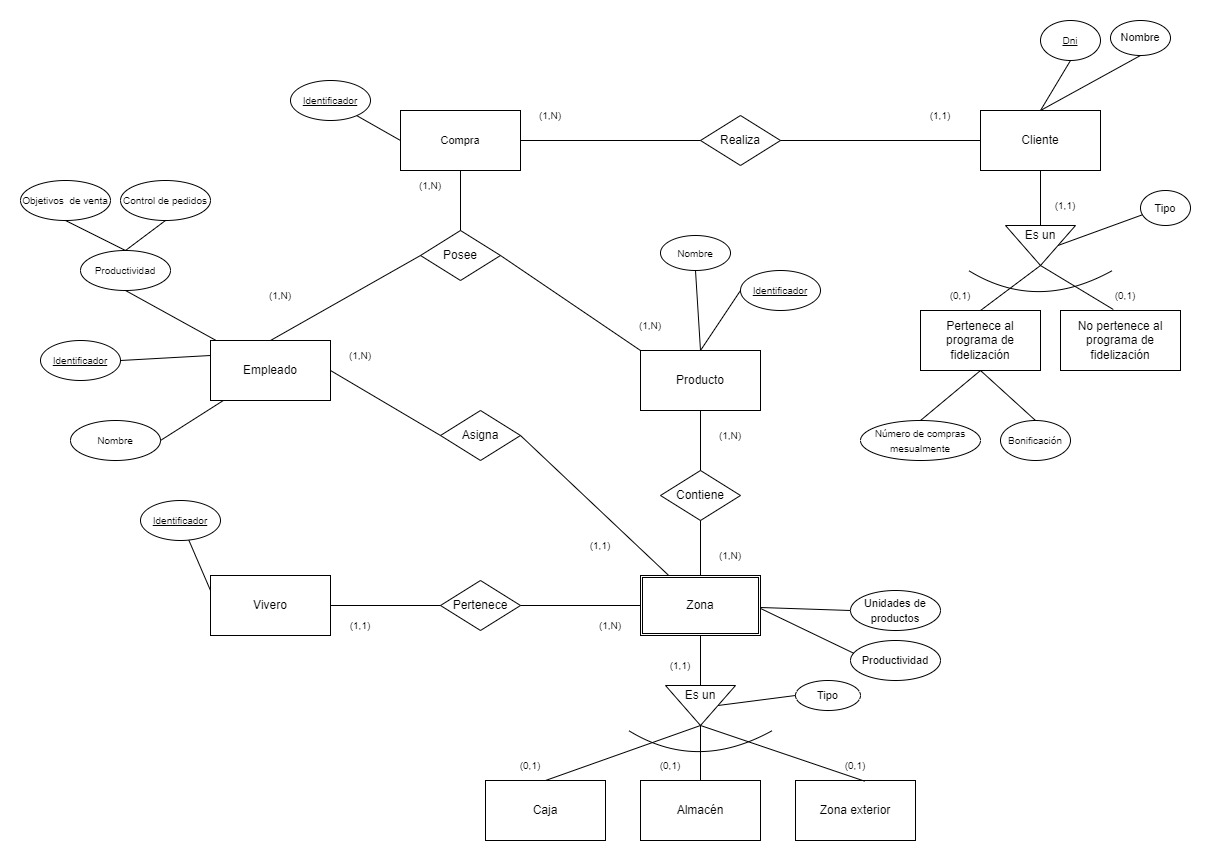 Dni
Nombre
Identificador
(1,N)
(1,1)
Compra
Realiza
Cliente
(1,N)
Objetivos de venta
Control de pedidos
(1,1)
Tipo
Es un
Posee
Nombre
Productividad
Identificador
(1,N)
(0,1)
(0,1)
(1,N)
Pertenece al
programa de
fidelización
No pertenece al
programa de
fidelización
Identificador
(1,N)
Empleado
Producto
Nombre
Asigna
(1,N)
Número de compras
mesualmente
Bonificación
Contiene
Identificador
(1,1)
(1,N)
Vivero
Pertenece
Zona
Unidades de
productos
(1,1)
(1,N)
Productividad
(1,1)
Es un
Tipo
(0,1)
(0,1)
(0,1)
Caja
Almacén
Zona exterior